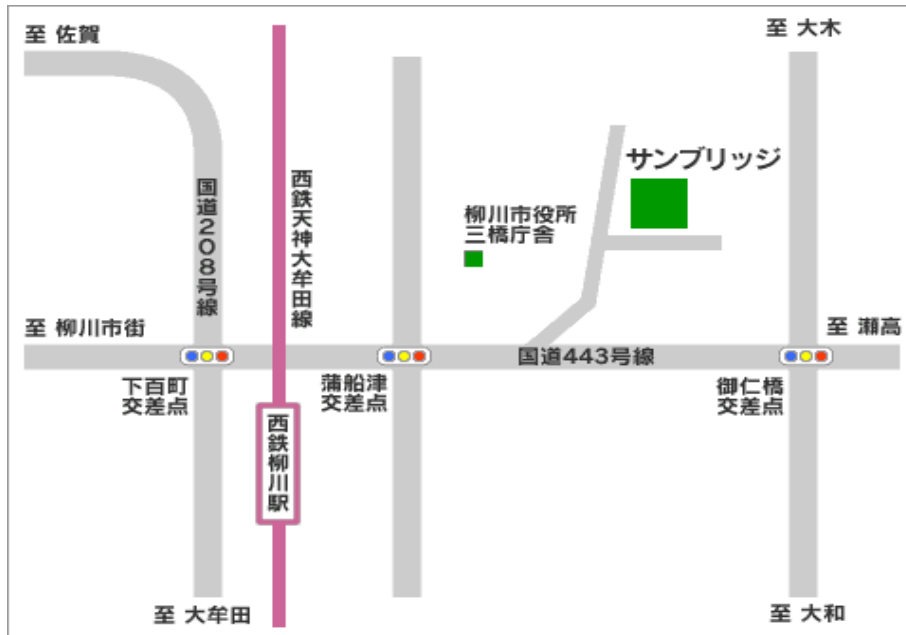 至 佐賀
至 大木
サンブリッジ
国道208号線
西鉄天神大牟田線
柳川市役所
三橋庁舎
至 柳川市街
至 瀬高
国道443号線
下百町
交差点
蒲船津
交差点
御仁橋
交差点
西鉄柳川駅
至 大牟田
至 大和